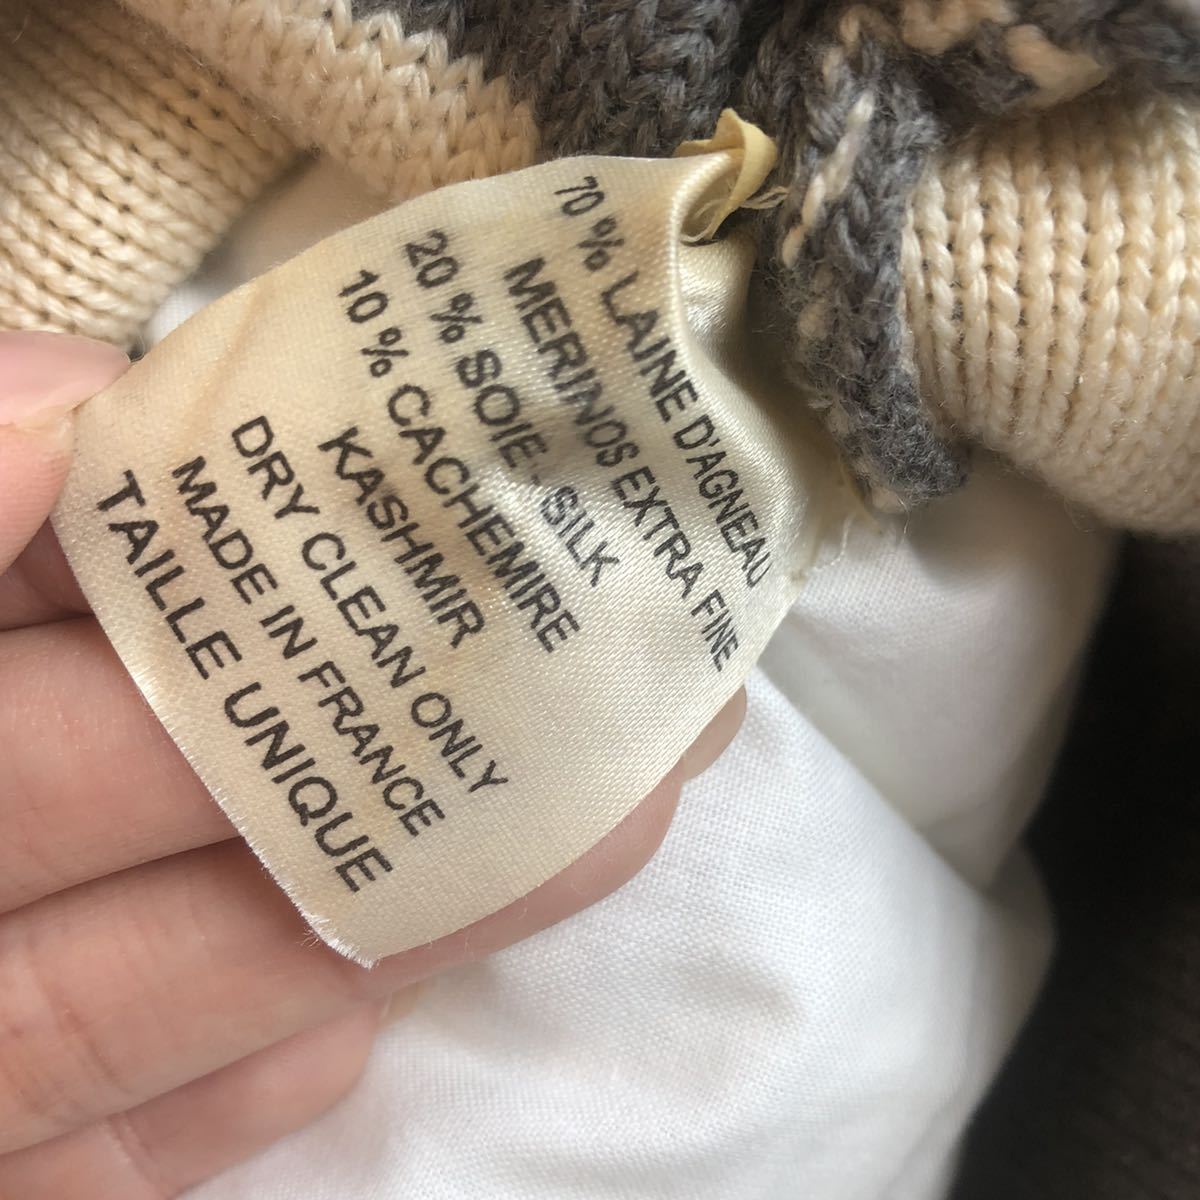 70 % LAINE D'AGNEAU
MERINOS EXTRA FINE
20 % SOIE - SILK
10 % CACHEMIRE
KASHMIR
DRY CLEAN ONLY
MADE IN FRANCE
TAILLE UNIQUE